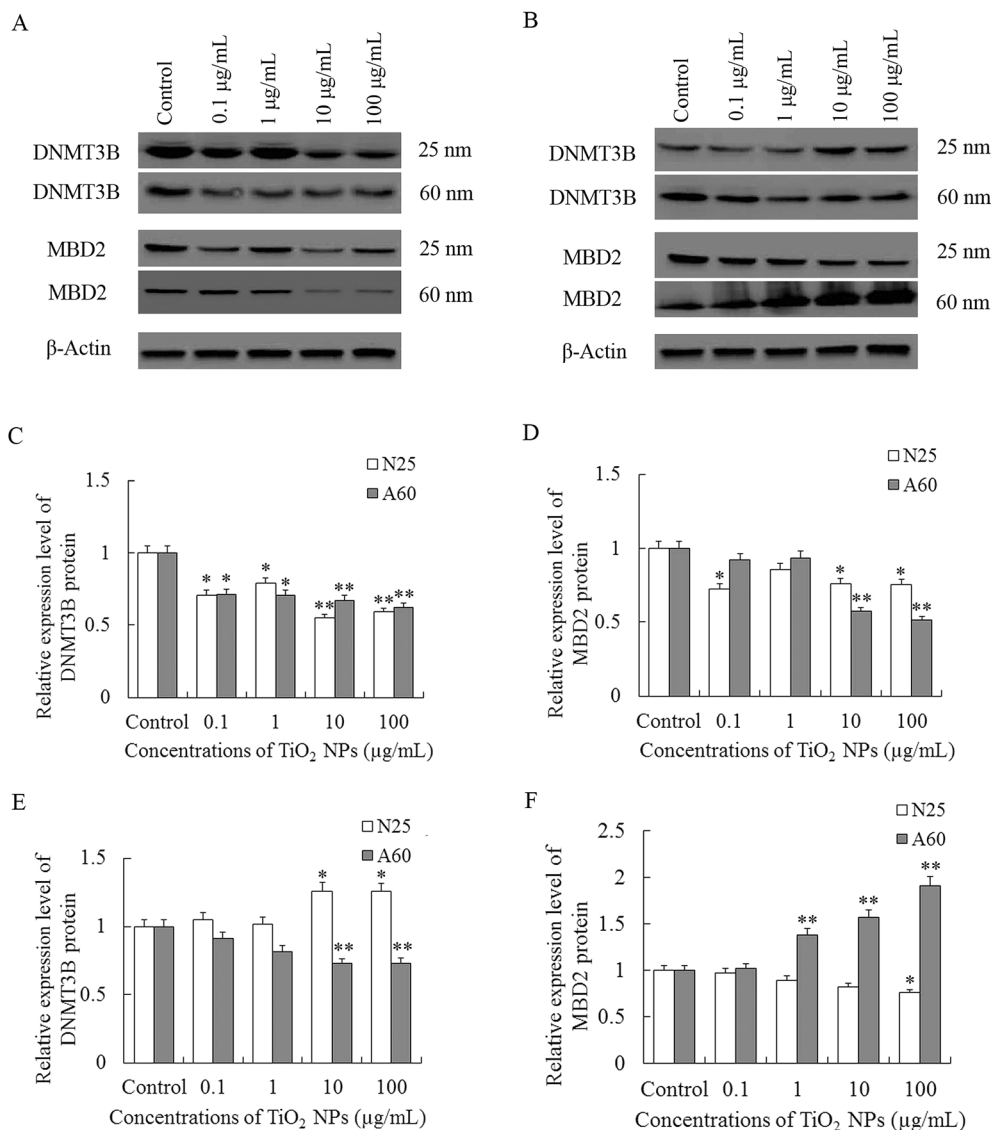 A
Control
0.1 μg/mL
1 μg/mL
10 μg/mL
100 μg/mL
DNMT3B 25 nm
DNMT3B 60 nm
MBD2 25 nm
MBD2 60 nm
β-Actin
B
Control
0.1 μg/mL
1 μg/mL
10 μg/mL
100 μg/mL
DNMT3B 25 nm
DNMT3B 60 nm
MBD2 25 nm
MBD2 60 nm
β-Actin
C
N25
A60
Relative expression level of
DNMT3B protein
1.5
1
0.5
0
* * * * ** ** ** **
Control 0.1 1 10 100
Concentrations of TiO₂ NPs (μg/mL)
D
N25
A60
Relative expression level of
MBD2 protein
1.5
1
0.5
0
* * ** * **
Control 0.1 1 10 100
Concentrations of TiO₂ NPs (μg/mL)
E
N25
A60
Relative expression level of
DNMT3B protein
1.5
1
0.5
0
* ** * **
Control 0.1 1 10 100
Concentrations of TiO₂ NPs (μg/mL)
F
N25
A60
Relative expression level of
MBD2 protein
2.5
2
1.5
1
0.5
0
** ** * **
Control 0.1 1 10 100
Concentrations of TiO₂ NPs (μg/mL)